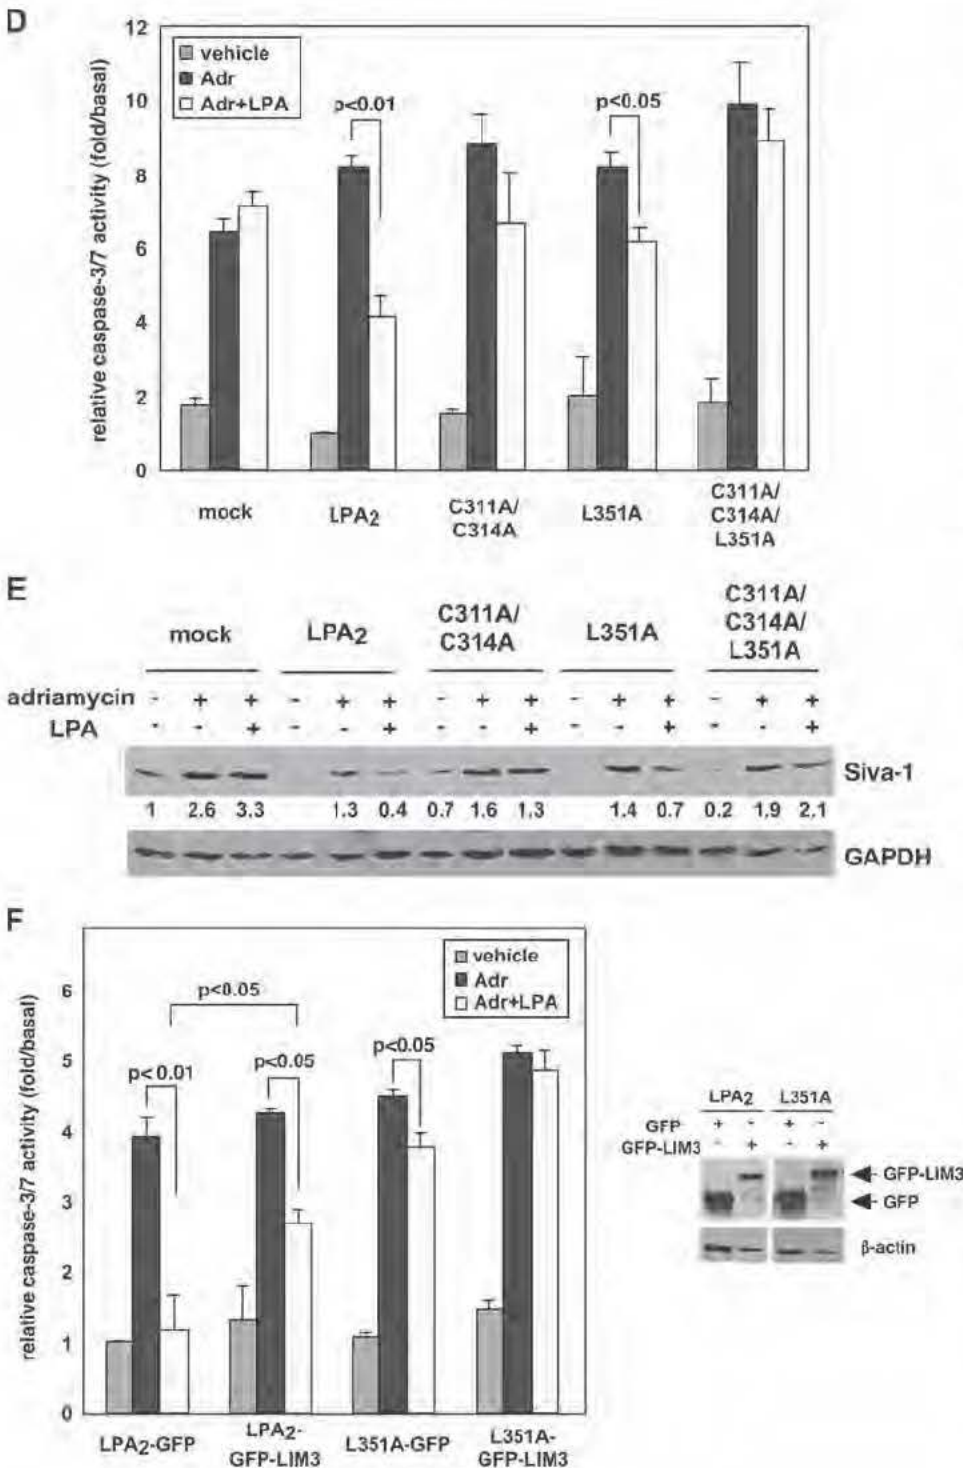 D
12
10
8
6
4
2
0
relative caspase-3/7 activity (fold/basal)
vehicle
Adr
Adr+LPA
p<0.01
p<0.05
mock
LPA2
C311A/
C314A
L351A
C311A/
C314A/
L351A
E
mock
LPA2
C311A/
C314A
L351A
C311A/
C314A/
L351A
adriamycin - + + - + + - + + - + + - + +
LPA - - + - - + - - + - - + - - +
Siva-1
1 2.6 3.3 1.3 0.4 0.7 1.6 1.3 1.4 0.7 0.2 1.9 2.1
GAPDH
F
6
5
4
3
2
1
0
relative caspase-3/7 activity (fold/basal)
vehicle
Adr
Adr+LPA
p<0.05
p<0.01
p<0.05
p<0.05
LPA2-GFP
LPA2-
GFP-LIM3
L351A-GFP
L351A-
GFP-LIM3
LPA2 L351A
GFP + - + -
GFP-LIM3 - + - +
GFP-LIM3
GFP
β-actin